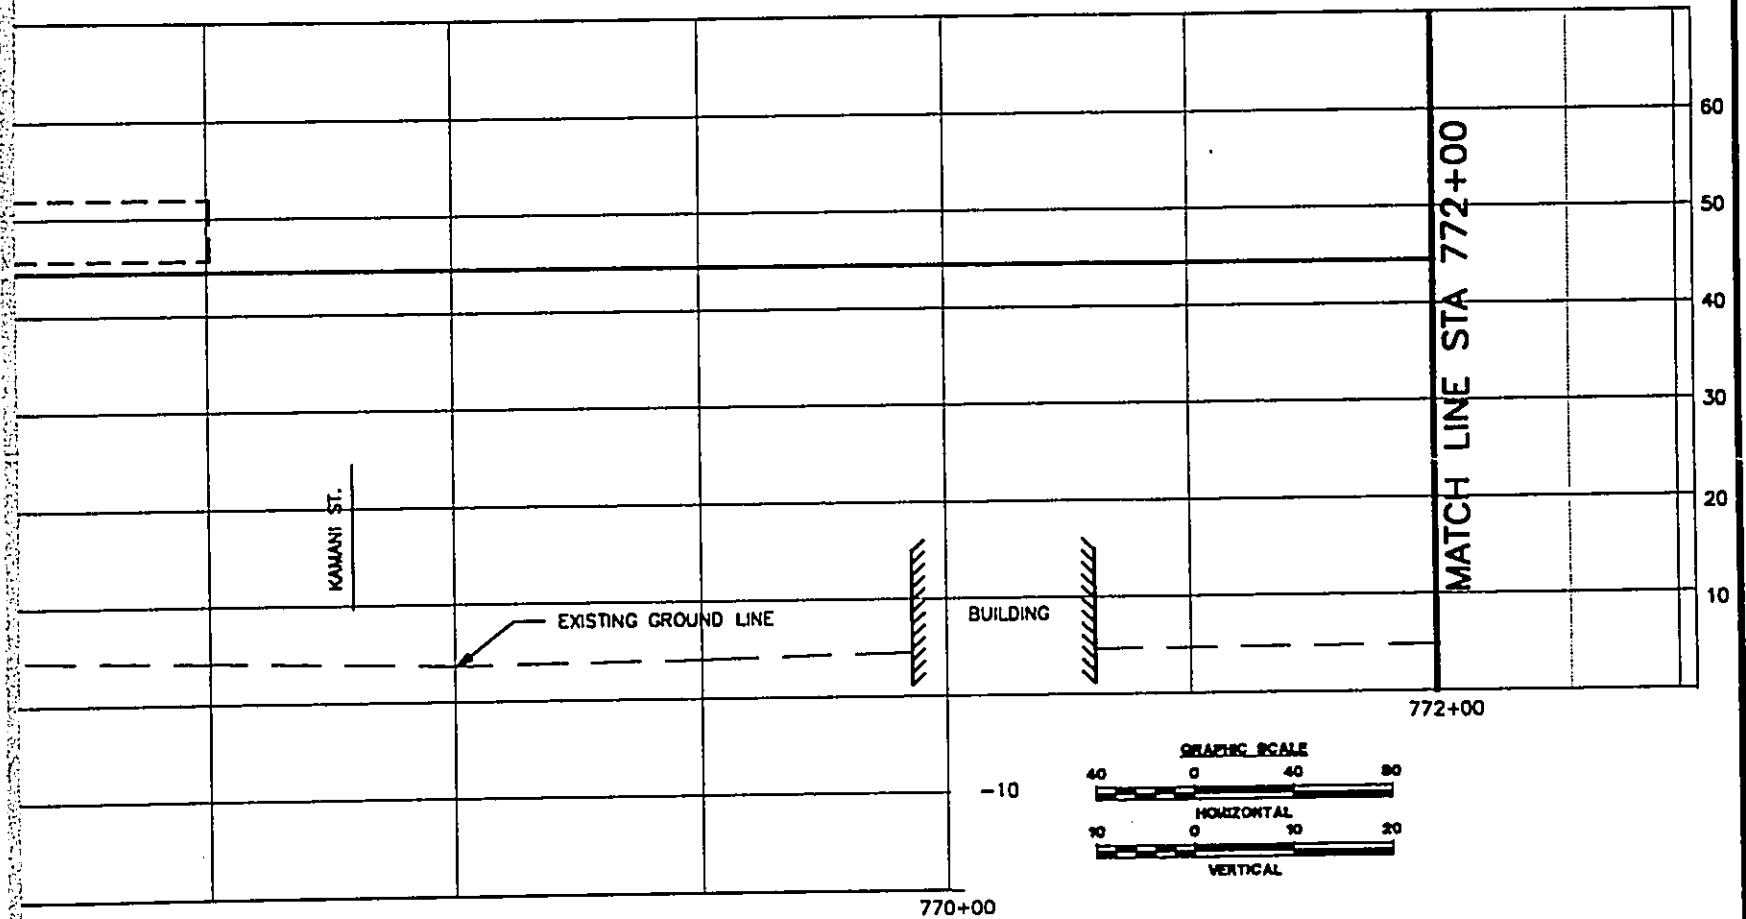 60
50
40
30
20
10
MATCH LINE STA 772+00
KAMANI ST.
EXISTING GROUND LINE
BUILDING
772+00
-10
GRAPHIC SCALE
40 0 40 80
HORIZONTAL
10 0 10 20
VERTICAL
770+00